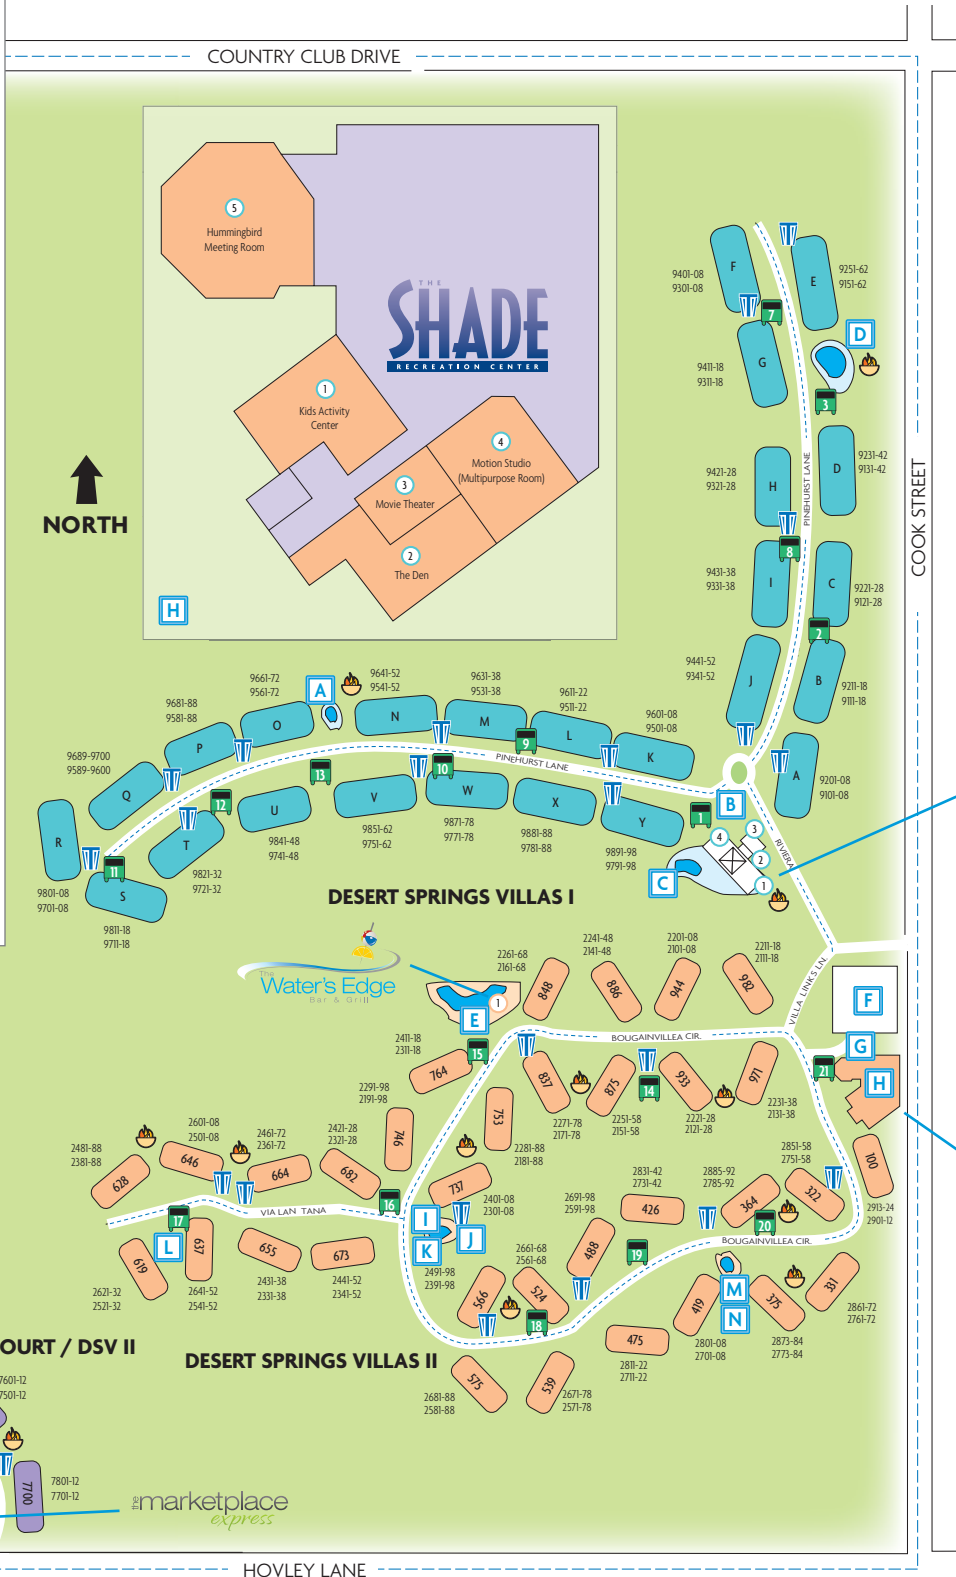 COUNTRY CLUB DRIVE
5
Hummingbird
Meeting Room
THE
SHADE
RECREATION CENTER
1
Kids Activity
Center
4
Motion Studio
(Multipurpose Room)
3
Movie Theater
2
The Den
H
NORTH
COOK STREET
F
9401-08
9301-08
E
9251-62
9151-62
7
D
G
9411-18
9311-18
3
D
9231-42
9131-42
H
9421-28
9321-28
PINEHURST LANE
8
I
9431-38
9331-38
C
9221-28
9121-28
2
J
9441-52
9341-52
B
9211-18
9111-18
A
9201-08
9101-08
A
9661-72
9561-72
O
9641-52
9541-52
N
9631-38
9531-38
M
9611-22
9511-22
L
9601-08
9501-08
K
9681-88
9581-88
P
9689-9700
9589-9600
Q
R
9801-08
9701-08
S
9811-18
9711-18
11
T
9821-32
9721-32
12
U
9841-48
9741-48
13
V
9851-62
9751-62
10
W
9871-78
9771-78
9
PINEHURST LANE
X
9881-88
9781-88
Y
9891-98
9791-98
1
B
4
3
2
1
C
RIVIERA
DESERT SPRINGS VILLAS I
The
Water's Edge
Bar & Grill
1
E
15
2261-68
2161-68
848
2241-48
2141-48
886
2201-08
2101-08
944
2211-18
2111-18
982
VILLA LINKS LN.
F
G
H
21
BOUGAINVILLEA CIR.
2411-18
2311-18
764
837
2271-78
2171-78
875
2251-58
2151-58
14
933
2221-28
2121-28
971
2231-38
2131-38
100
2913-24
2901-12
2291-98
2191-98
746
753
2281-88
2181-88
2601-08
2501-08
646
2481-88
2381-88
628
2461-72
2361-72
664
2421-28
2321-28
682
737
2401-08
2301-08
16
VIA LAN TANA
17
L
637
2641-52
2541-52
619
2621-32
2521-32
655
2431-38
2331-38
673
2441-52
2341-52
I
J
K
2491-98
2391-98
566
2661-68
2561-68
524
18
2691-98
2591-98
488
19
2831-42
2731-42
426
2885-92
2785-92
364
20
2851-58
2751-58
322
BOUGAINVILLEA CIR.
M
N
419
2801-08
2701-08
375
2873-84
2773-84
331
2861-72
2761-72
475
2811-22
2711-22
575
2681-88
2581-88
539
2671-78
2571-78
OURT / DSV II
DESERT SPRINGS VILLAS II
7601-12
7501-12
7700
7801-12
7701-12
the marketplace
express
HOVLEY LANE